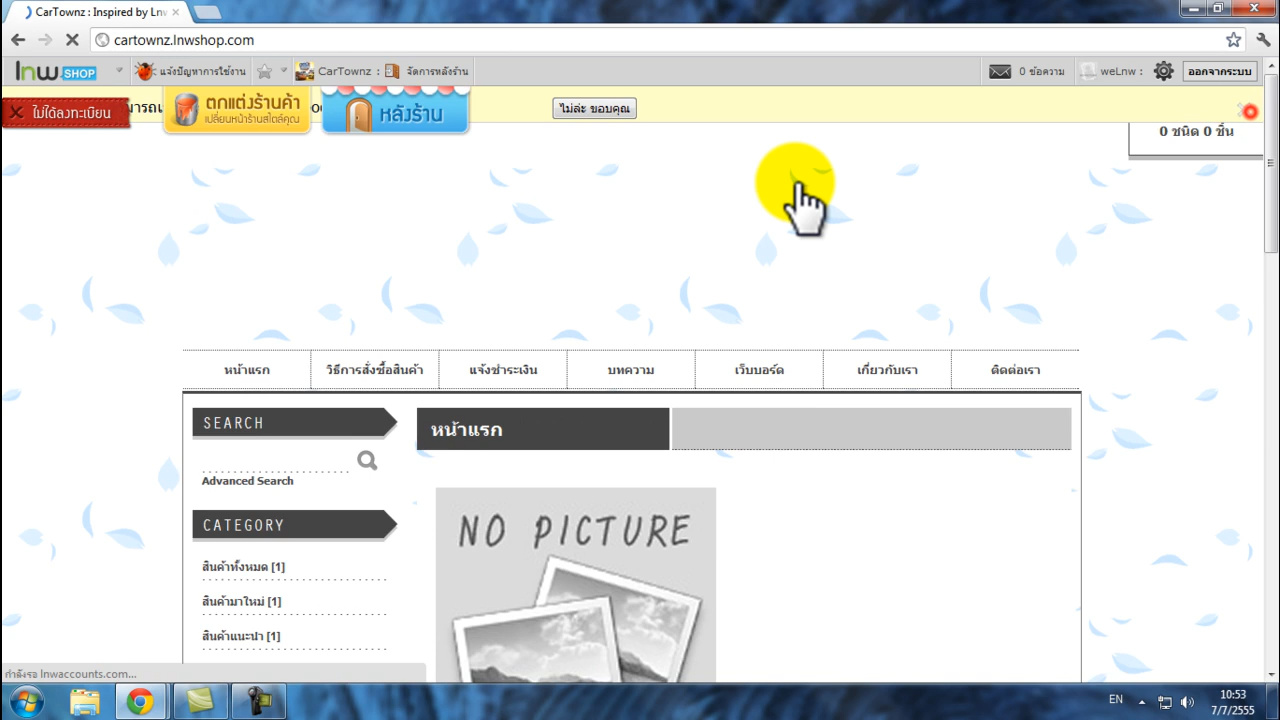 CarTownz : Inspired by Lnw
cartownz.lnwshop.com
lnw.SHOP แจ้งปัญหาการใช้งาน CarTownz : จัดการหลังร้าน 0 ข้อความ weLnw : ออกจากระบบ
ไม่ได้ลงทะเบียน ตกแต่งร้านค้า หลังร้าน ไม่ล่ะ ขอบคุณ
เปลี่ยนหน้าร้านสไตล์คุณ
0 ชนิด 0 ชิ้น
หน้าแรก วิธีการสั่งซื้อสินค้า แจ้งชำระเงิน บทความ เว็บบอร์ด เกี่ยวกับเรา ติดต่อเรา
SEARCH
หน้าแรก
Advanced Search
CATEGORY
NO PICTURE
สินค้าทั้งหมด [1]
สินค้ามาใหม่ [1]
สินค้าแนะนำ [1]
กำลังรอ lnwaccounts.com...
EN 10:53
7/7/2555